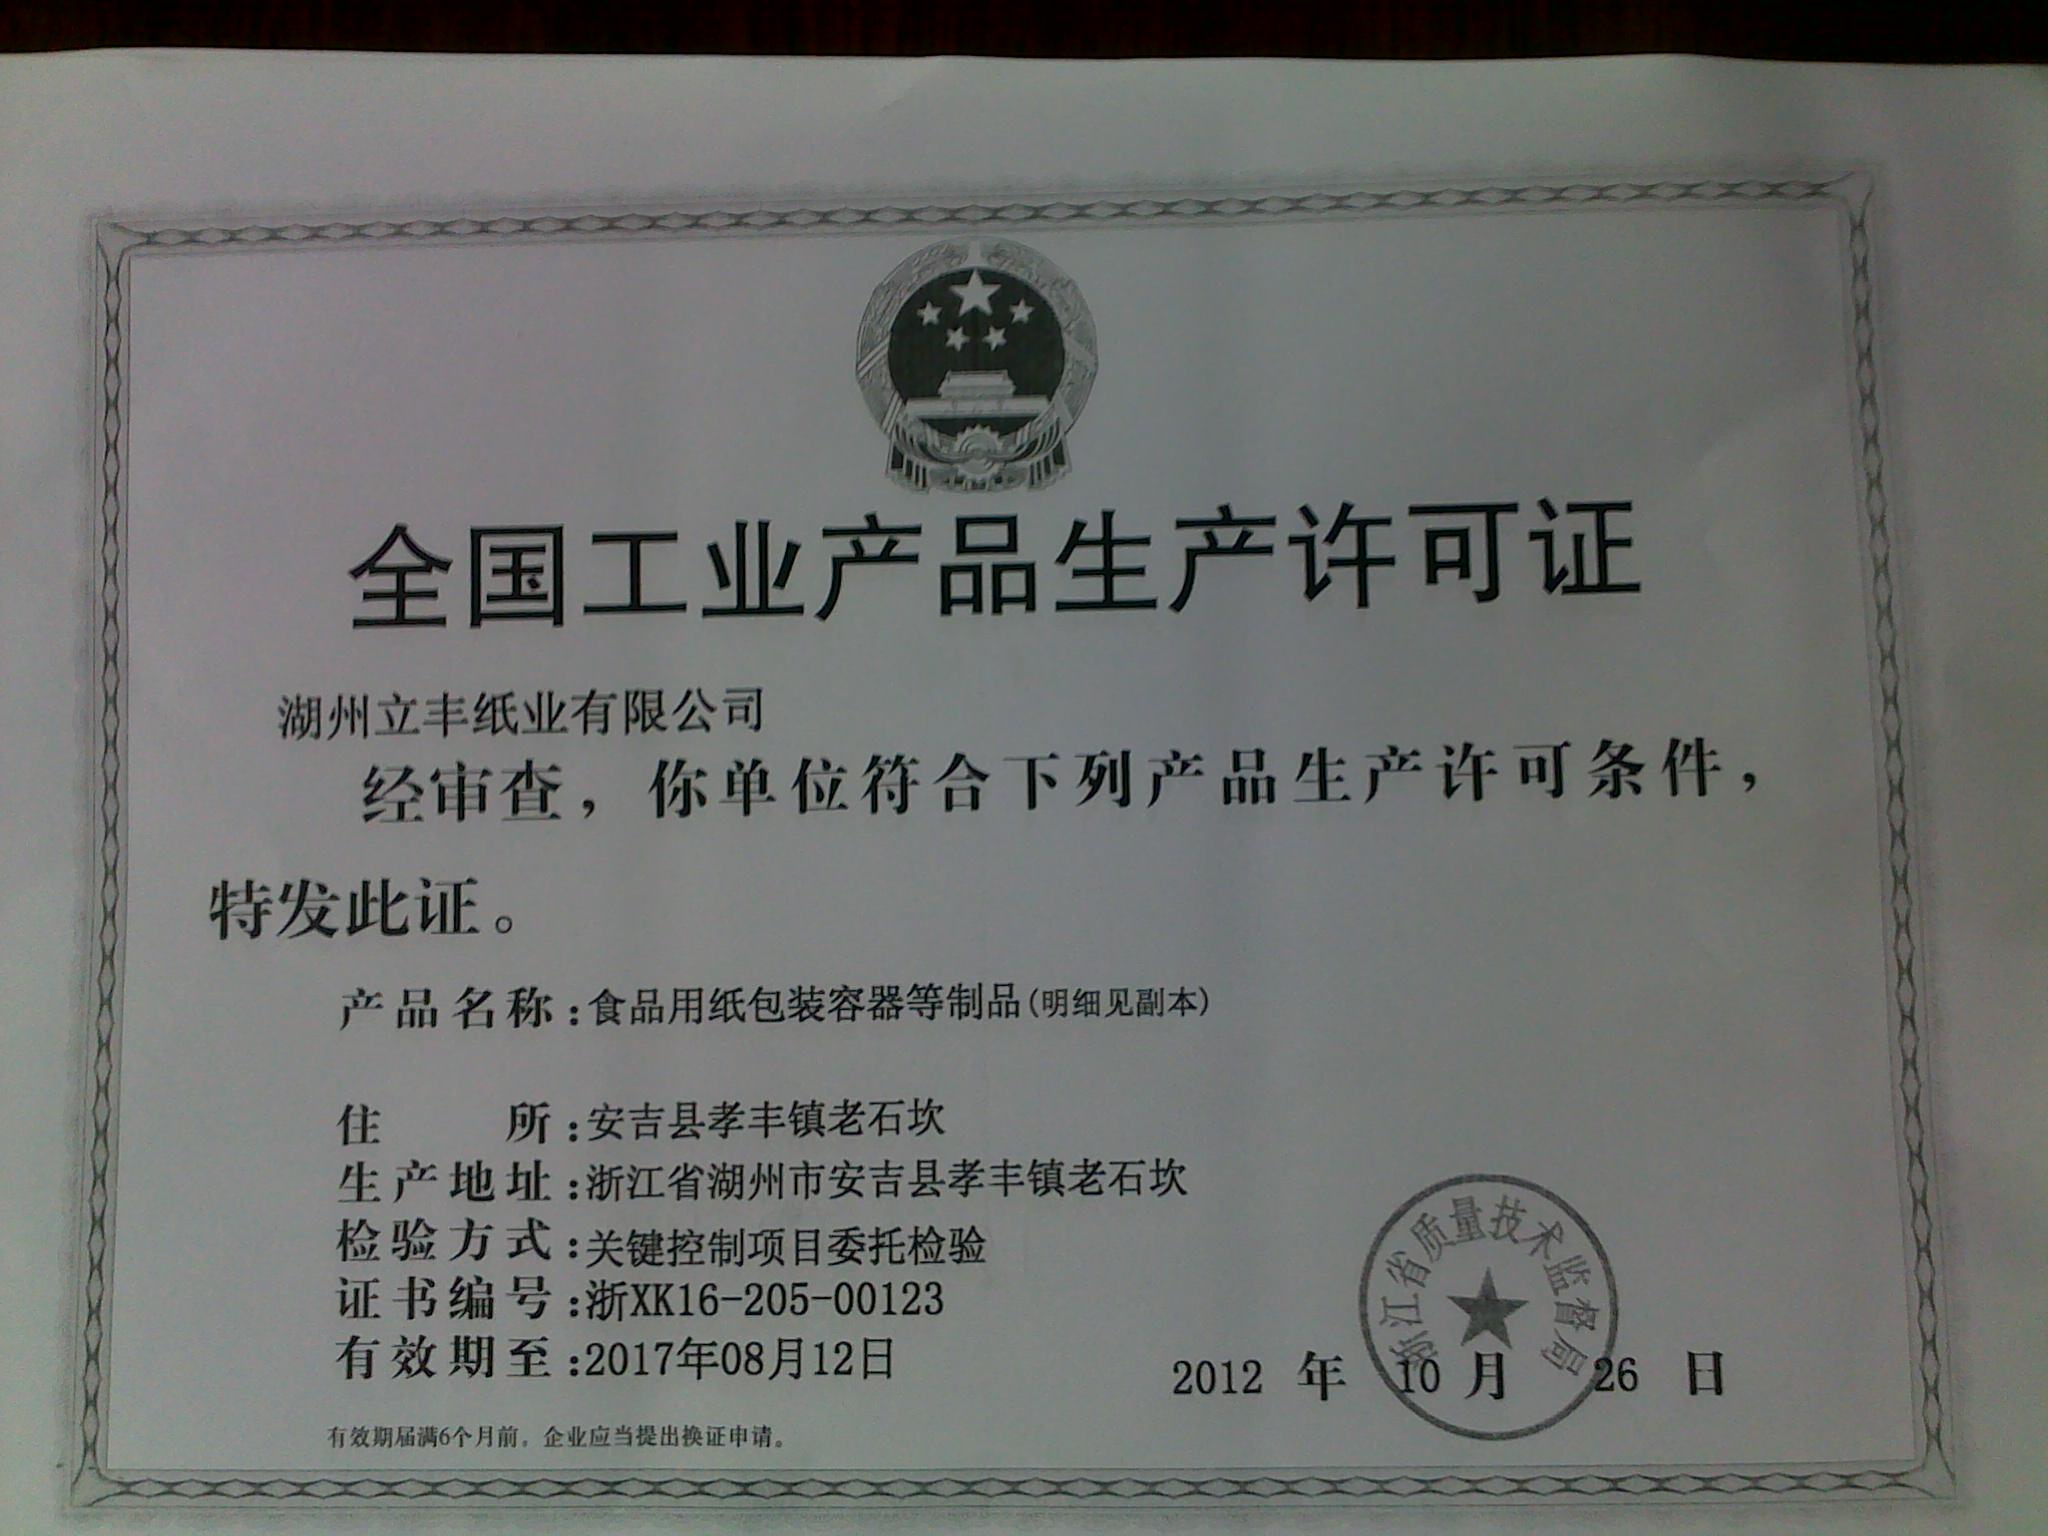 全国工业产品生产许可证
湖州立丰纸业有限公司
经审查，你单位符合下列产品生产许可条件，
特发此证。
产品名称：食品用纸包装容器等制品(明细见副本)
住所：安吉县孝丰镇老石坎
生产地址：浙江省湖州市安吉县孝丰镇老石坎
检验方式：关键控制项目委托检验
证书编号：浙XK16-205-00123
有效期至：2017年08月12日
浙江省质量技术监督局
2012 年 10 月 26 日
有效期届满6个月前，企业应当提出换证申请。